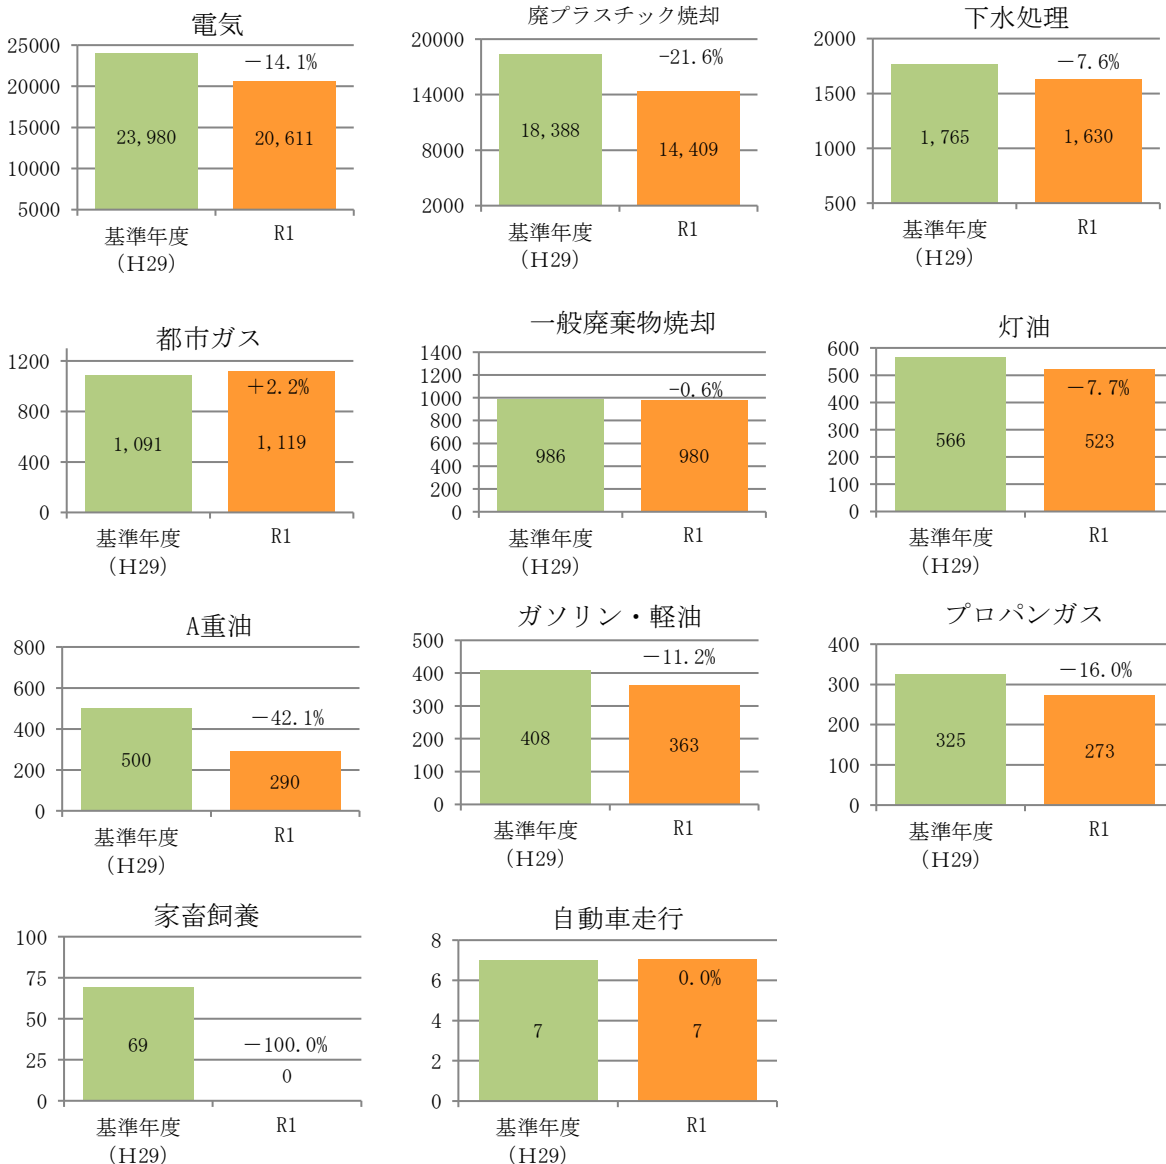 電気
25000
20000
15000
10000
5000
－14.1%
23,980
20,611
基準年度
（H29）
R1
廃プラスチック焼却
20000
14000
8000
2000
-21.6%
18,388
14,409
基準年度
（H29）
R1
下水処理
2000
1500
1000
500
－7.6%
1,765
1,630
基準年度
（H29）
R1
都市ガス
1200
800
400
0
＋2.2%
1,091
1,119
基準年度
（H29）
R1
一般廃棄物焼却
1400
1200
1000
800
600
400
200
0
-0.6%
986
980
基準年度
（H29）
R1
灯油
600
500
400
300
200
100
0
－7.7%
566
523
基準年度
（H29）
R1
A重油
800
600
400
200
0
－42.1%
500
290
基準年度
（H29）
R1
ガソリン・軽油
500
400
300
200
100
0
－11.2%
408
363
基準年度
（H29）
R1
プロパンガス
400
300
200
100
0
－16.0%
325
273
基準年度
（H29）
R1
家畜飼養
100
75
50
25
0
－100.0%
69
0
基準年度
（H29）
R1
自動車走行
8
6
4
2
0
0.0%
7
7
基準年度
（H29）
R1